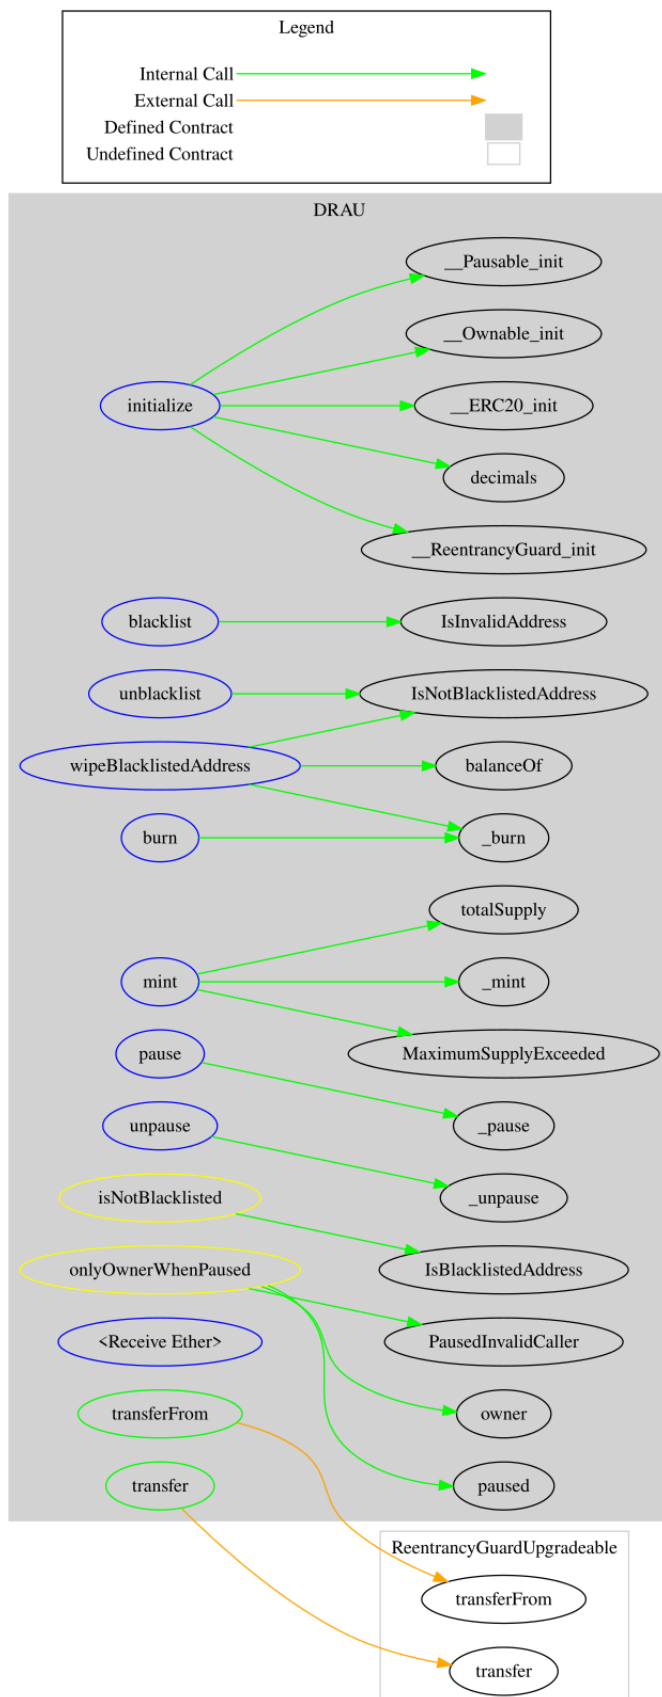 Legend
Internal Call
External Call
Defined Contract
Undefined Contract
DRAU
__Pausable_init
__Ownable_init
initialize
__ERC20_init
decimals
__ReentrancyGuard_init
blacklist
IsInvalidAddress
unblacklist
IsNotBlacklistedAddress
wipeBlacklistedAddress
balanceOf
burn
_burn
totalSupply
mint
_mint
MaximumSupplyExceeded
pause
_pause
unpause
_unpause
isNotBlacklisted
IsBlacklistedAddress
onlyOwnerWhenPaused
PausedInvalidCaller
<Receive Ether>
owner
transferFrom
paused
transfer
ReentrancyGuardUpgradeable
transferFrom
transfer